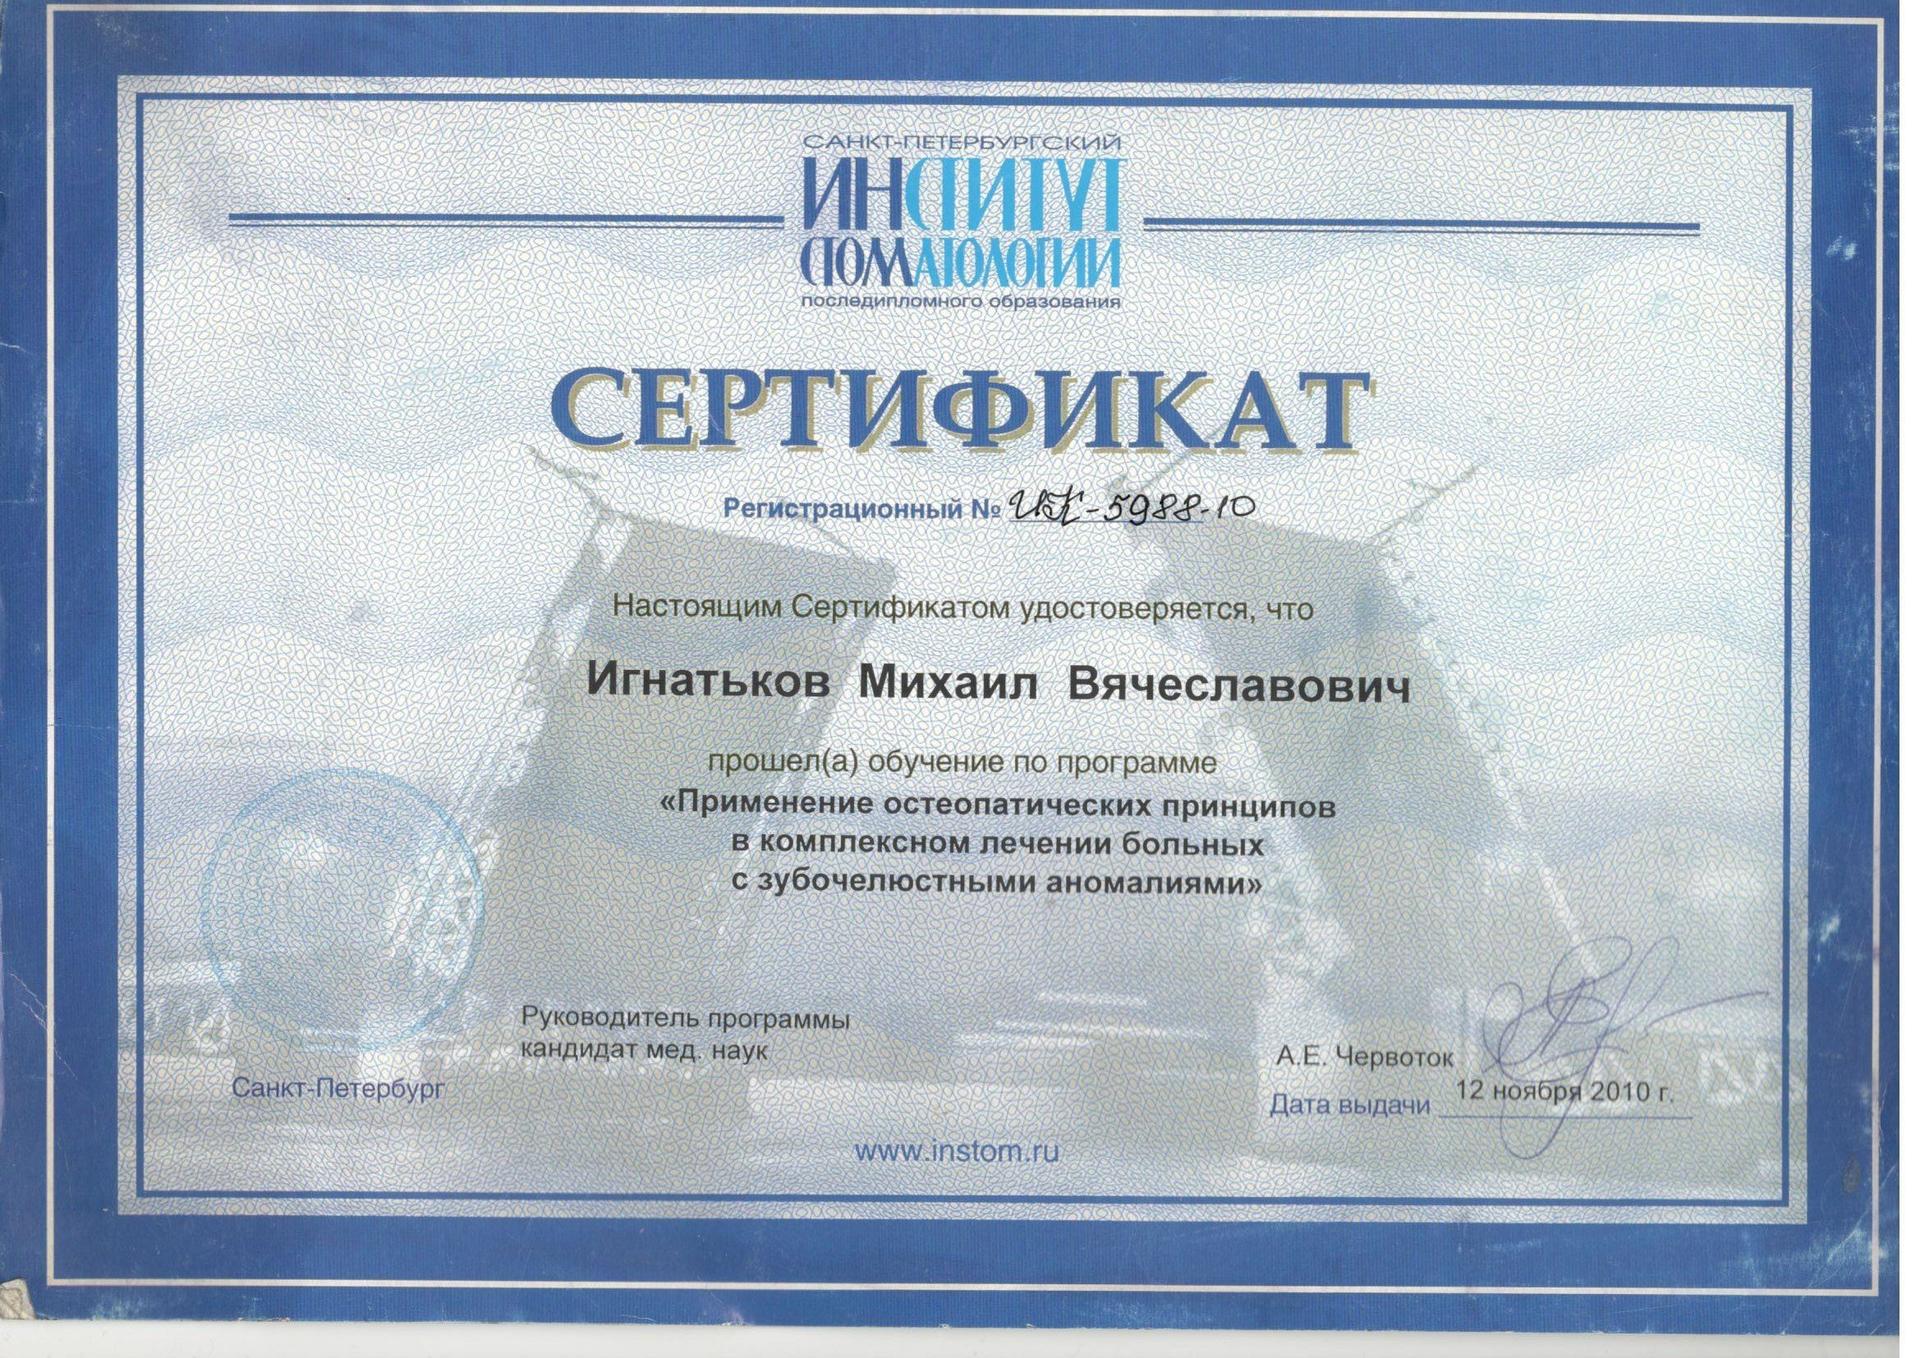 САНКТ-ПЕТЕРБУРГСКИЙ
ИНСТИТУТ
СТОМАТОЛОГИИ
последипломного образования
СЕРТИФИКАТ
Регистрационный № ИК-5988-10
Настоящим Сертификатом удостоверяется, что
Игнатьков Михаил Вячеславович
прошел(а) обучение по программе
«Применение остеопатических принципов
в комплексном лечении больных
с зубочелюстными аномалиями»
Руководитель программы
кандидат мед. наук
А.Е. Червоток
Санкт-Петербург
Дата выдачи 12 ноября 2010 г.
www.instom.ru